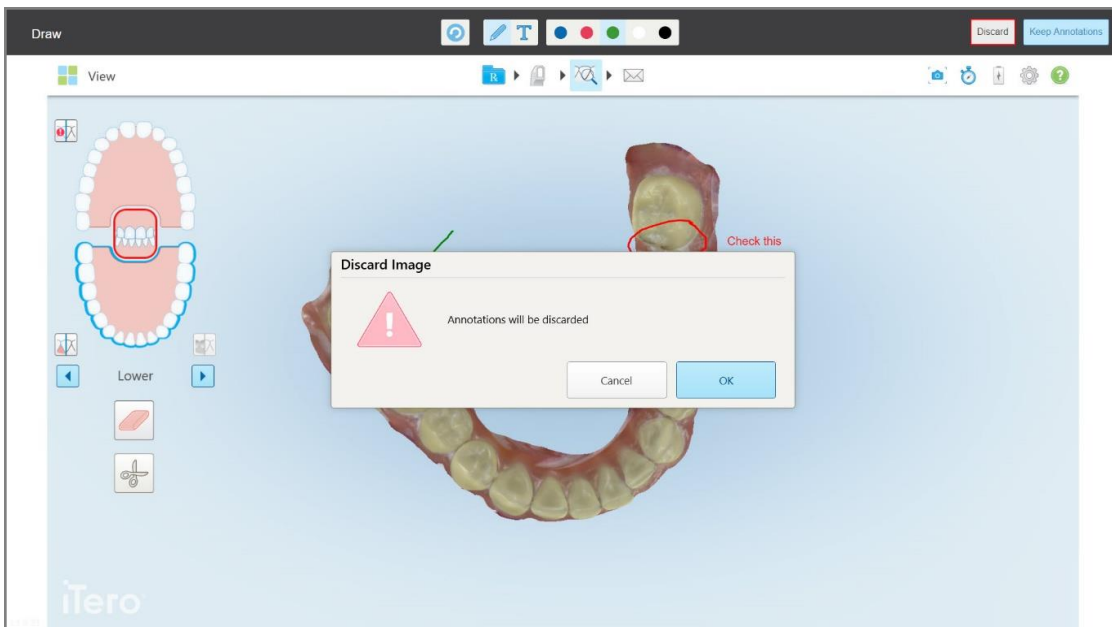 Draw
T
Discard
Keep Annotations
View
R
?
Check this
Discard Image
!
Annotations will be discarded
Cancel
OK
Lower
iTero